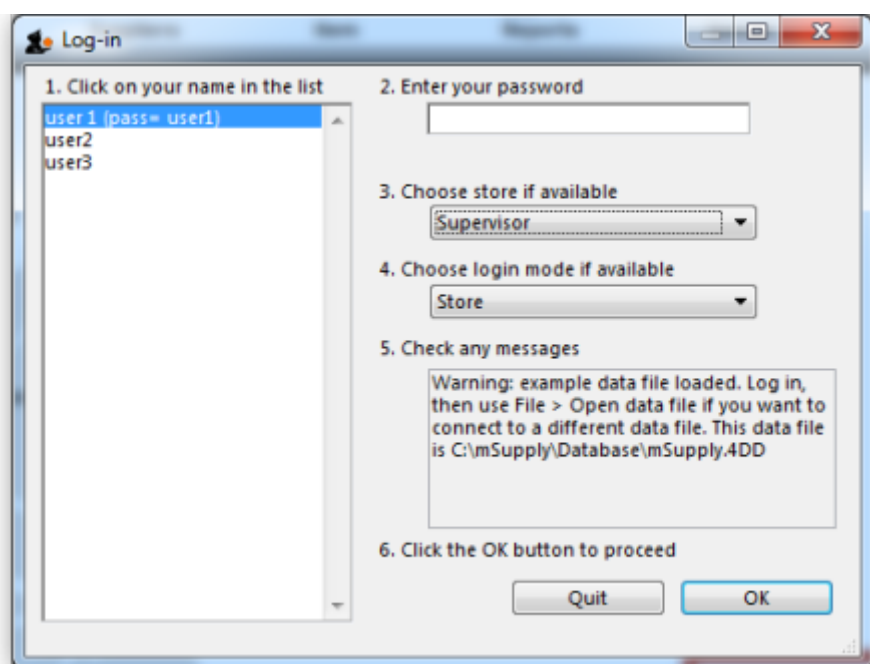 Log-in
1. Click on your name in the list
user 1 (pass= user1)
user2
user3
2. Enter your password
3. Choose store if available
Supervisor
4. Choose login mode if available
Store
5. Check any messages
Warning: example data file loaded. Log in,
then use File > Open data file if you want to
connect to a different data file. This data file
is C:\mSupply\Database\mSupply.4DD
6. Click the OK button to proceed
Quit
OK